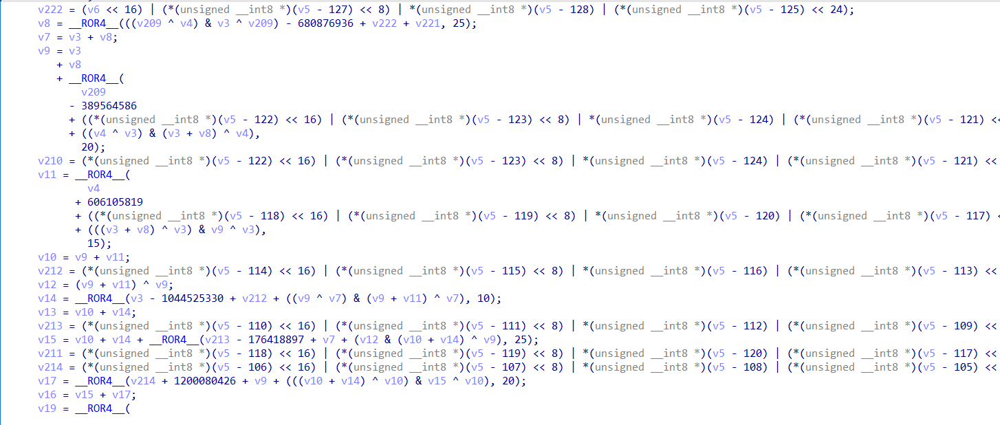 v222 = (v6 << 16) | (*(unsigned __int8 *)(v5 - 127) << 8) | *(unsigned __int8 *)(v5 - 128) | (*(unsigned __int8 *)(v5 - 125) << 24);
v8 = __ROR4__(((v209 ^ v4) & v3 ^ v209) - 680876936 + v222 + v221, 25);
v7 = v3 + v8;
v9 = v3
+ v8
+ __ROR4__(
v209
- 389564586
+ ((*(unsigned __int8 *)(v5 - 122) << 16) | (*(unsigned __int8 *)(v5 - 123) << 8) | *(unsigned __int8 *)(v5 - 124) | (*(unsigned __int8 *)(v5 - 121) <<
+ ((v4 ^ v3) & (v3 + v8) ^ v4),
20);
v210 = (*(unsigned __int8 *)(v5 - 122) << 16) | (*(unsigned __int8 *)(v5 - 123) << 8) | *(unsigned __int8 *)(v5 - 124) | (*(unsigned __int8 *)(v5 - 121) <<
v11 = __ROR4__(
v4
+ 606105819
+ ((*(unsigned __int8 *)(v5 - 118) << 16) | (*(unsigned __int8 *)(v5 - 119) << 8) | *(unsigned __int8 *)(v5 - 120) | (*(unsigned __int8 *)(v5 - 117) <
+ (((v3 + v8) ^ v3) & v9 ^ v3),
15);
v10 = v9 + v11;
v212 = (*(unsigned __int8 *)(v5 - 114) << 16) | (*(unsigned __int8 *)(v5 - 115) << 8) | *(unsigned __int8 *)(v5 - 116) | (*(unsigned __int8 *)(v5 - 113) <<
v12 = (v9 + v11) ^ v9;
v14 = __ROR4__(v3 - 1044525330 + v212 + ((v9 ^ v7) & (v9 + v11) ^ v7), 10);
v13 = v10 + v14;
v213 = (*(unsigned __int8 *)(v5 - 110) << 16) | (*(unsigned __int8 *)(v5 - 111) << 8) | *(unsigned __int8 *)(v5 - 112) | (*(unsigned __int8 *)(v5 - 109) <<
v15 = v10 + v14 + __ROR4__(v213 - 176418897 + v7 + (v12 & (v10 + v14) ^ v9), 25);
v211 = (*(unsigned __int8 *)(v5 - 118) << 16) | (*(unsigned __int8 *)(v5 - 119) << 8) | *(unsigned __int8 *)(v5 - 120) | (*(unsigned __int8 *)(v5 - 117) <<
v214 = (*(unsigned __int8 *)(v5 - 106) << 16) | (*(unsigned __int8 *)(v5 - 107) << 8) | *(unsigned __int8 *)(v5 - 108) | (*(unsigned __int8 *)(v5 - 105) <<
v17 = __ROR4__(v214 + 1200080426 + v9 + (((v10 + v14) ^ v10) & v15 ^ v10), 20);
v16 = v15 + v17;
v19 = __ROR4__(